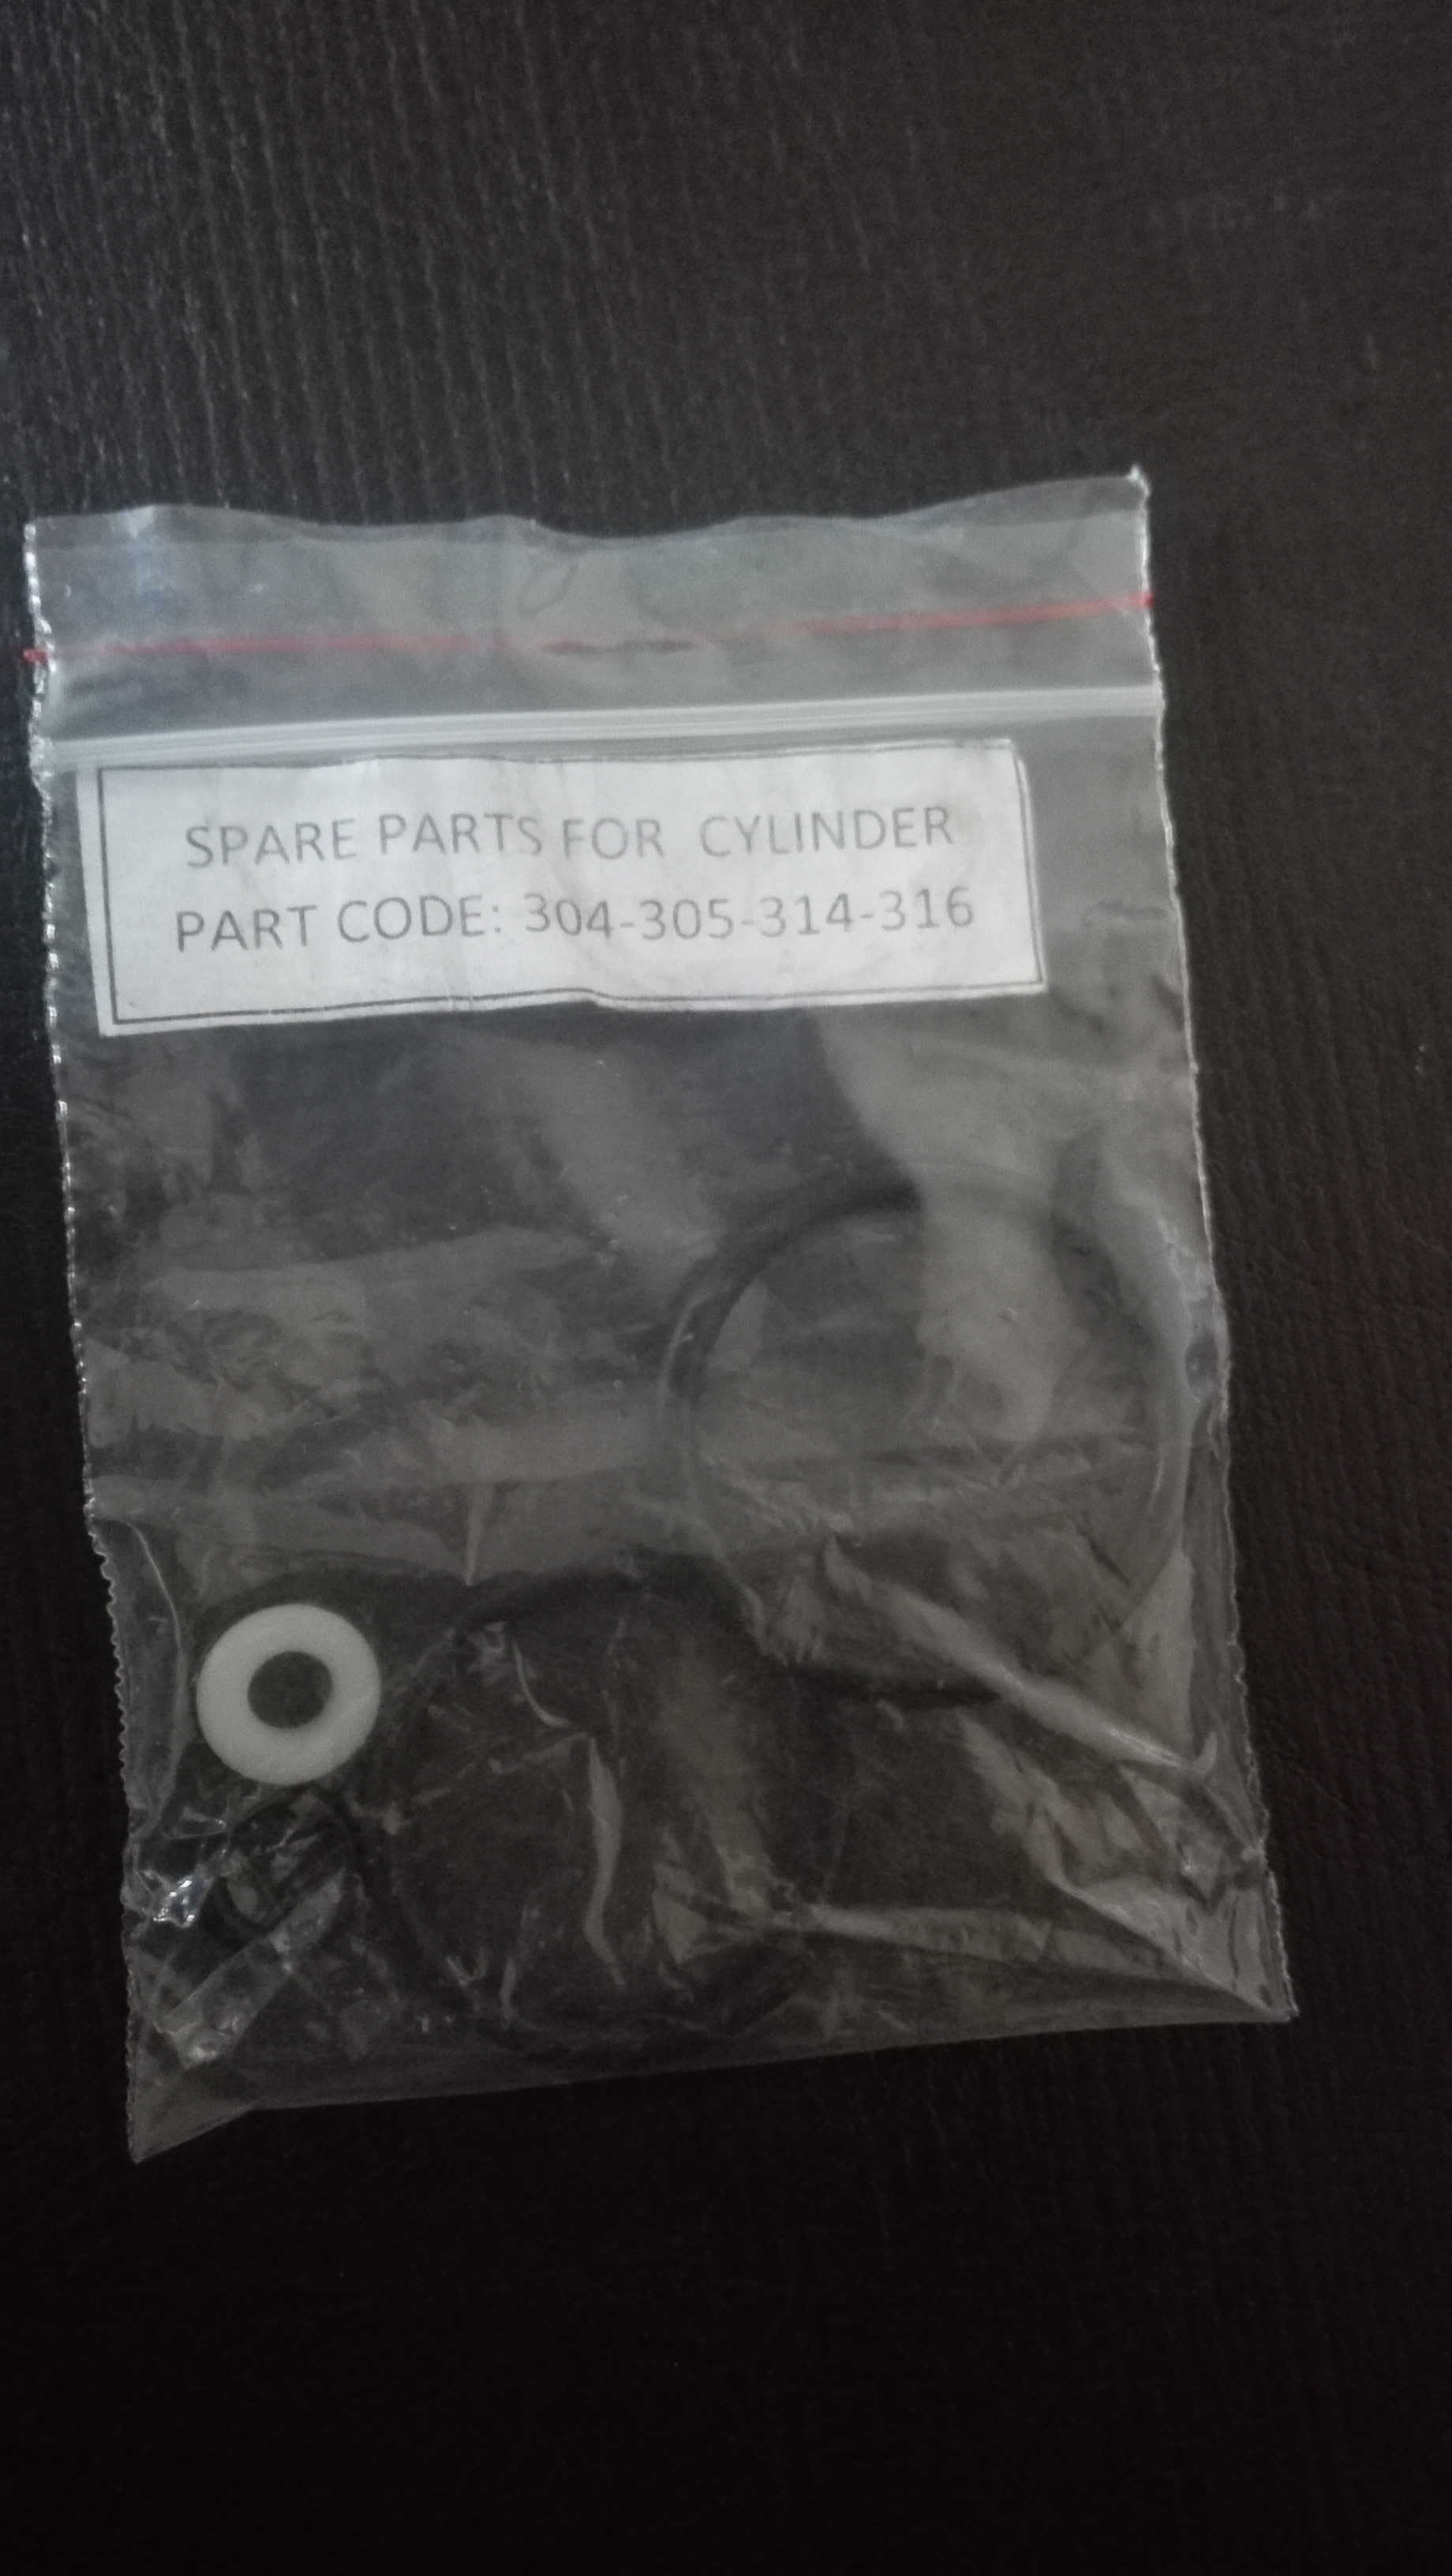 SPARE PARTS FOR CYLINDER
PART CODE: 304-305-314-316